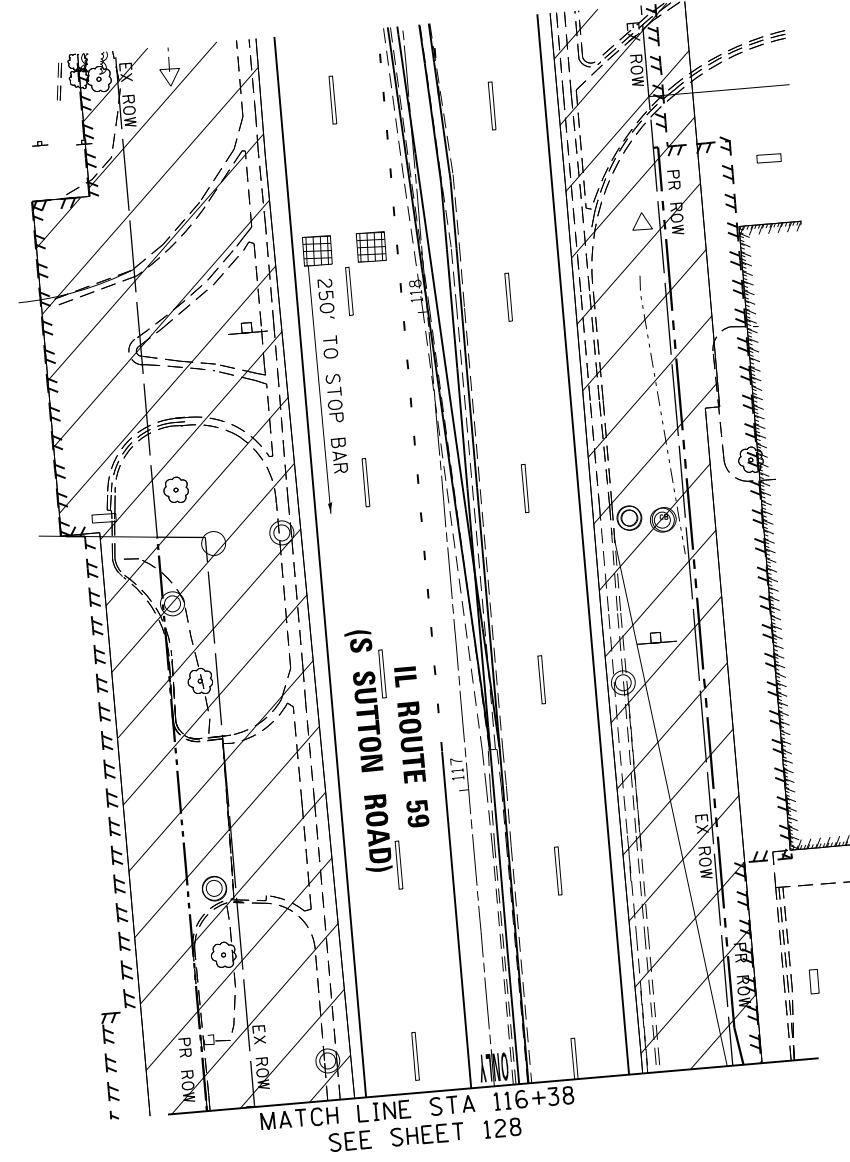 EX ROW
EX ROW
PR ROW
118
250' TO STOP BAR
IL ROUTE 59
(S SUTTON ROAD)
117
EX ROW
PR ROW
PR ROW
EX ROW
ONLY
MATCH LINE STA 116+38
SEE SHEET 128